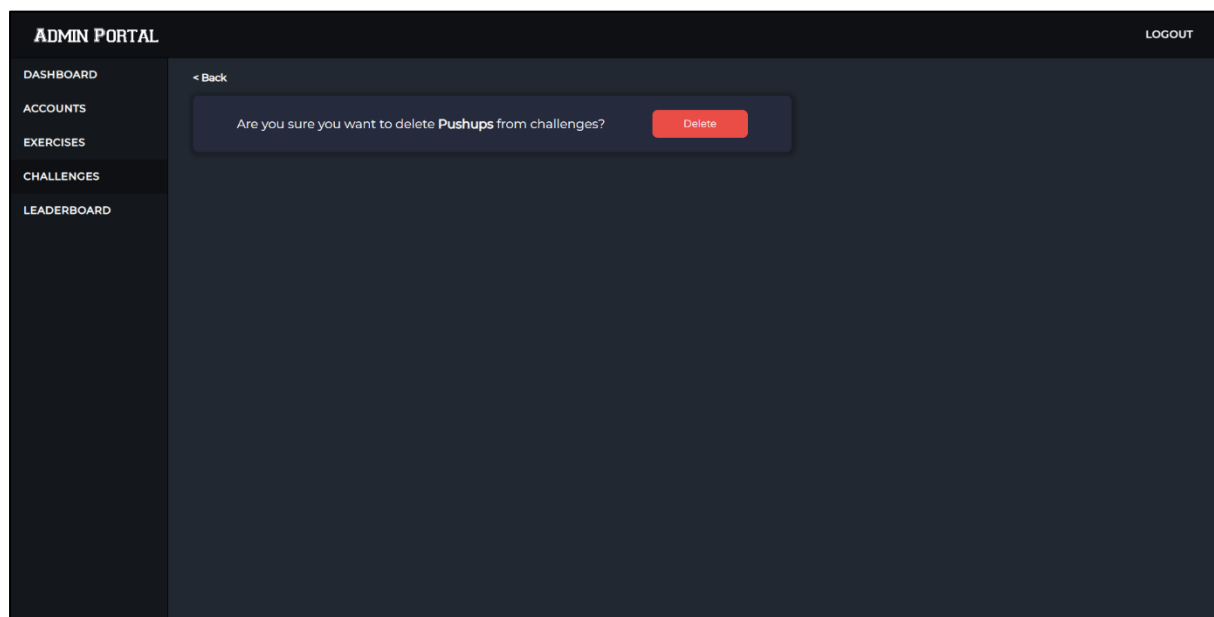 ADMIN PORTAL
LOGOUT
DASHBOARD
ACCOUNTS
EXERCISES
CHALLENGES
LEADERBOARD
< Back
Are you sure you want to delete Pushups from challenges?
Delete